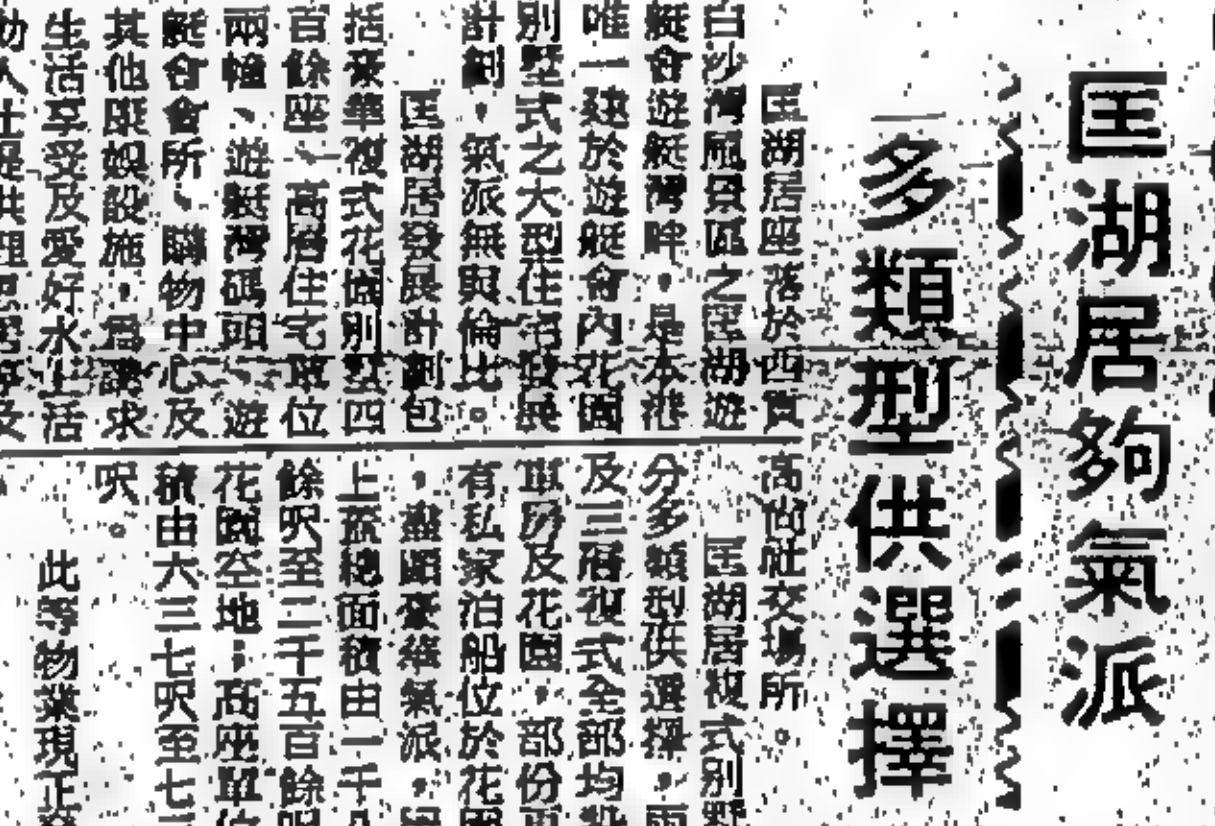 匡湖居夠氣派
多類型供選擇
匡湖居座落於西貢
白沙灣風景區之匡湖遊
艇會遊艇灣畔，是本港
唯一建於遊艇會內花園
別墅式之大型住宅發展
計劃，氣派無與倫比。
匡湖居發展計劃包
括豪華複式花園別墅四
百餘座、高層住宅單位
兩幢、遊艇灣碼頭、遊
艇會會所、購物中心及
其他康娛設施，為講求
生活享受及愛好水上活
動人士提供理想居
高尚社交場所。
匡湖居複式別墅
分多類型供選擇，兩
及三層複式全部均
車房及花園，部份更
有私家泊船位於花園
，盡顯豪華氣派，
上蓋總面積由一千八
餘呎至二千五百餘呎
花園空地；高座單位
積由六三七呎至七
呎。
此等物業現正